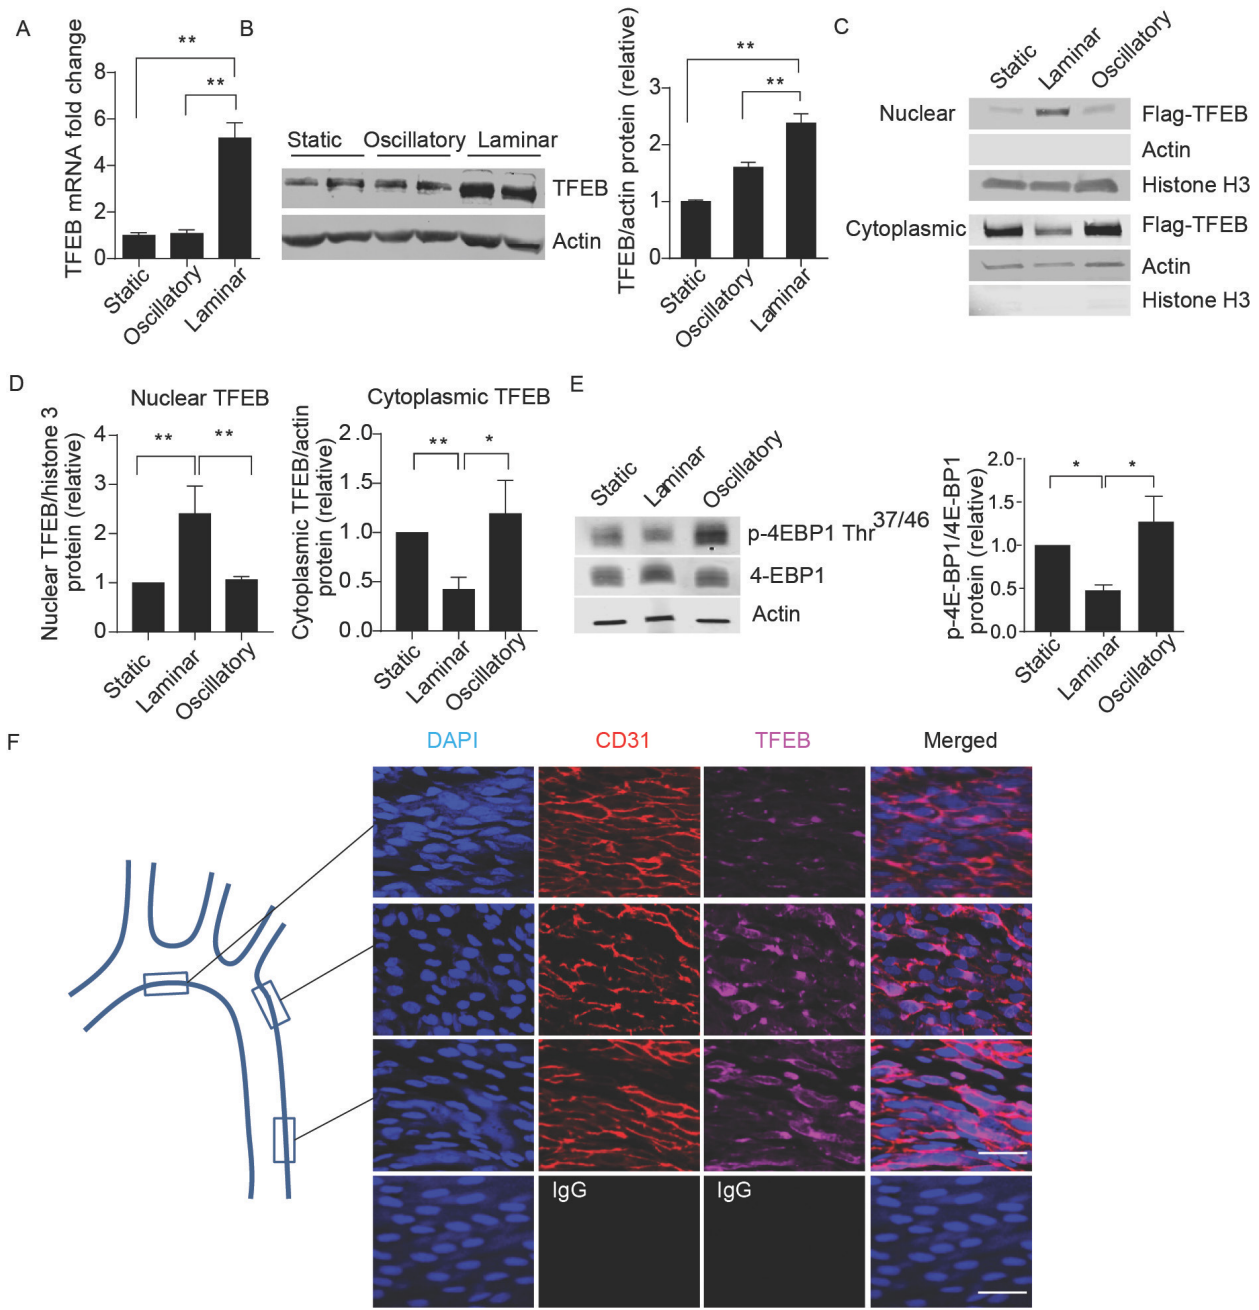 A
TFEB mRNA fold change
8
6
4
2
0
**
**
Static
Oscillatory
Laminar
B
Static
Oscillatory
Laminar
TFEB
Actin
TFEB/actin protein (relative)
3
2
1
0
**
**
Static
Oscillatory
Laminar
C
Static
Laminar
Oscillatory
Nuclear
Flag-TFEB
Actin
Histone H3
Cytoplasmic
Flag-TFEB
Actin
Histone H3
D
Nuclear TFEB
Nuclear TFEB/histone 3
protein (relative)
4
3
2
1
0
**
**
Static
Laminar
Oscillatory
Cytoplasmic TFEB
Cytoplasmic TFEB/actin
protein (relative)
2.0
1.5
1.0
0.5
0.0
**
*
Static
Laminar
Oscillatory
E
Static
Laminar
Oscillatory
p-4EBP1 Thr37/46
4-EBP1
Actin
p-4E-BP1/4E-BP1
protein (relative)
2.0
1.5
1.0
0.5
0.0
*
*
Static
Laminar
Oscillatory
F
DAPI
CD31
TFEB
Merged
IgG
IgG